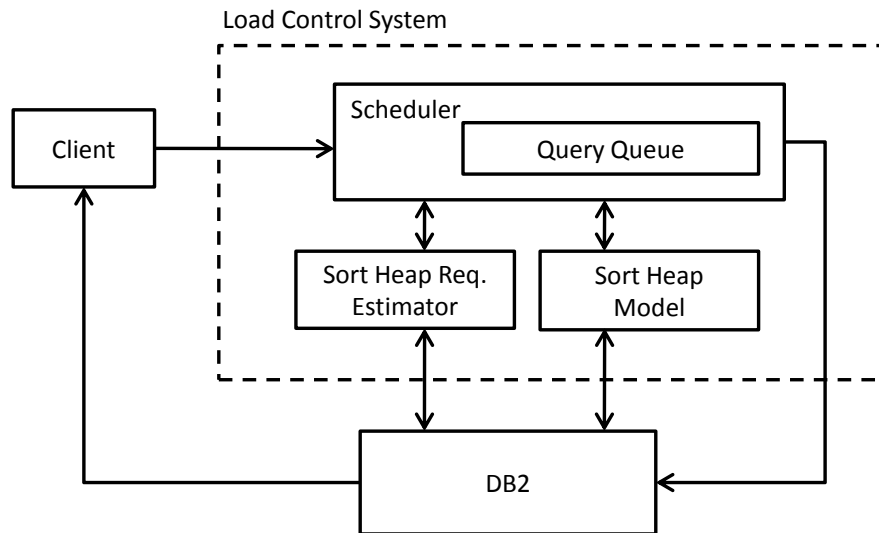 Load Control System
Scheduler
Client
Query Queue
Sort Heap Req.
Estimator
Sort Heap
Model
DB2